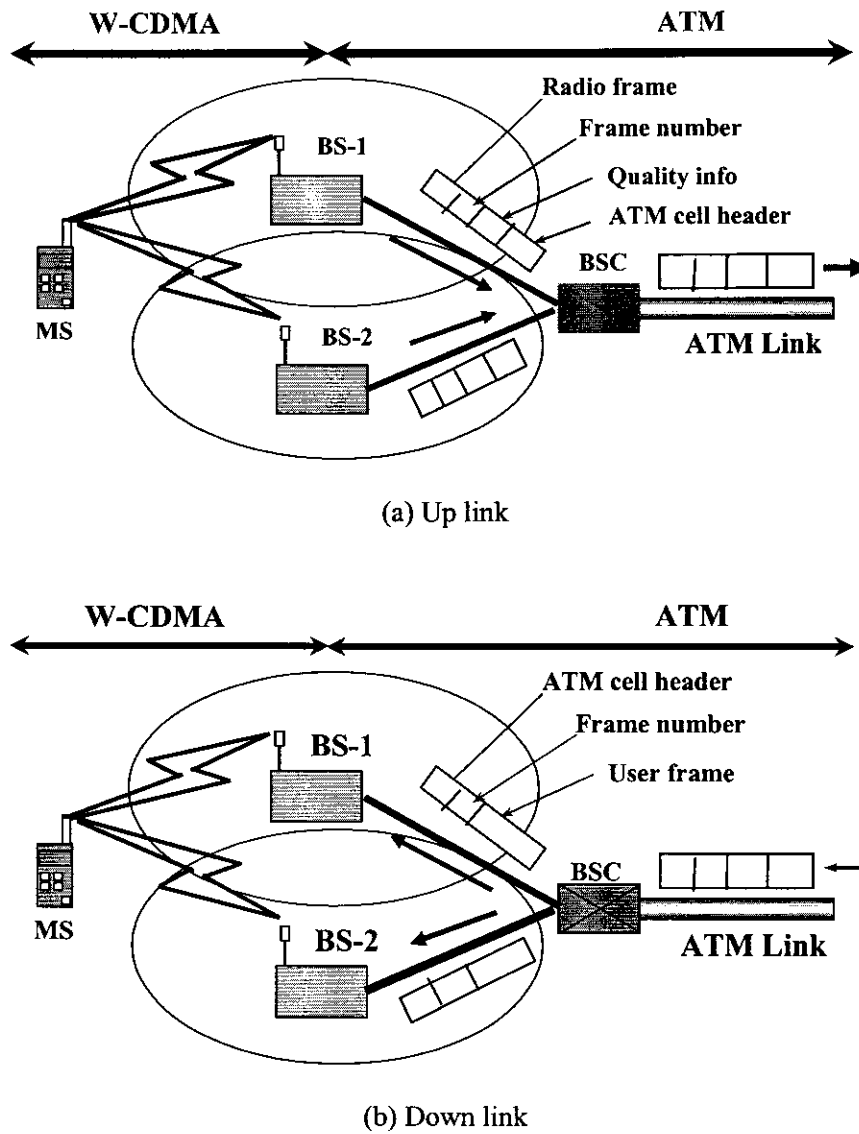 W-CDMA
ATM
Radio frame
Frame number
BS-1
Quality info
ATM cell header
BSC
MS
BS-2
ATM Link
(a) Up link
W-CDMA
ATM
ATM cell header
Frame number
BS-1
User frame
BSC
MS
BS-2
ATM Link
(b) Down link